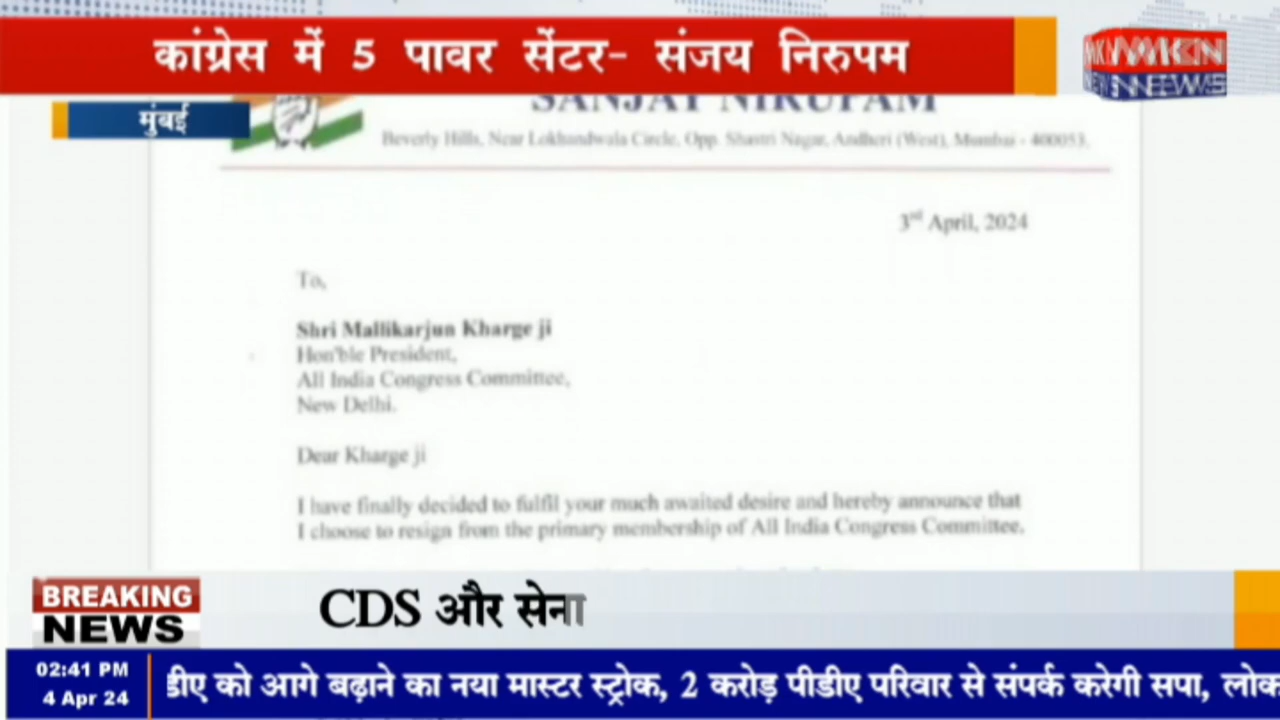 कांग्रेस में 5 पावर सेंटर- संजय निरुपम
MKN
NEWS
मुंबई
SANJAY NIRUPAM
Beverly Hills, Near Lokhandwala Circle, Opp. Shastri Nagar, Andheri (West), Mumbai - 400053.
3rd April, 2024
To,
Shri Mallikarjun Kharge ji
Hon'ble President,
All India Congress Committee,
New Delhi.
Dear Kharge ji
I have finally decided to fulfil your much awaited desire and hereby announce that
I choose to resign from the primary membership of All India Congress Committee.
BREAKING
NEWS
CDS और सेना
02:41 PM
4 Apr 24
डीए को आगे बढ़ाने का नया मास्टर स्ट्रोक, 2 करोड़ पीडीए परिवार से संपर्क करेगी सपा, लोक